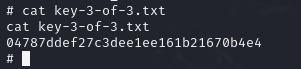 # cat key-3-of-3.txt
cat key-3-of-3.txt
04787ddef27c3dee1ee161b21670b4e4
#